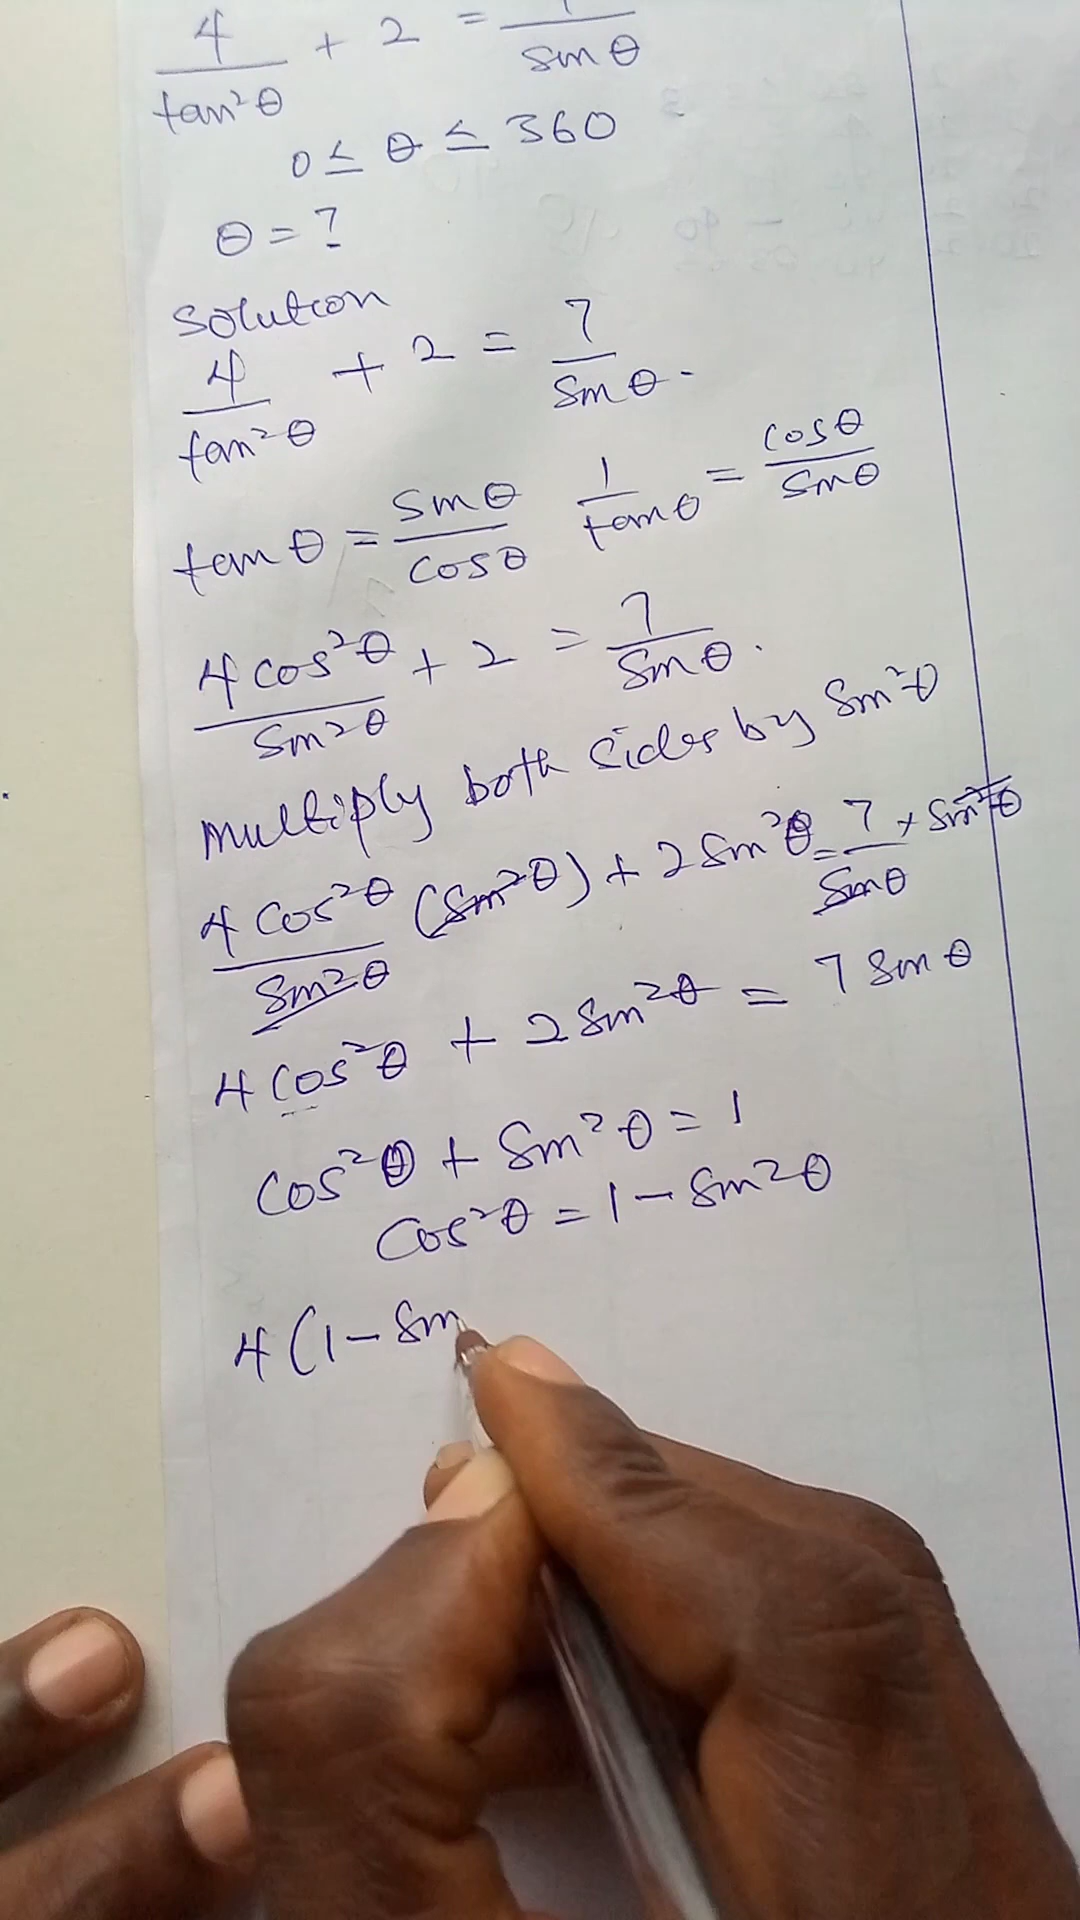 4/tan²θ + 2 = 7/sinθ
0 ≤ θ ≤ 360
θ = ?
Solution
4/tan²θ + 2 = 7/sinθ.
tanθ = sinθ/cosθ 1/tanθ = cosθ/sinθ
4cos²θ/sin²θ + 2 = 7/sinθ.
Multiply both sides by sin²θ
4cos²θ/sin²θ (sin²θ) + 2sin²θ = 7/sinθ × sin²θ
4cos²θ + 2sin²θ = 7sinθ
cos²θ + sin²θ = 1
cos²θ = 1 - sin²θ
4(1 - sin